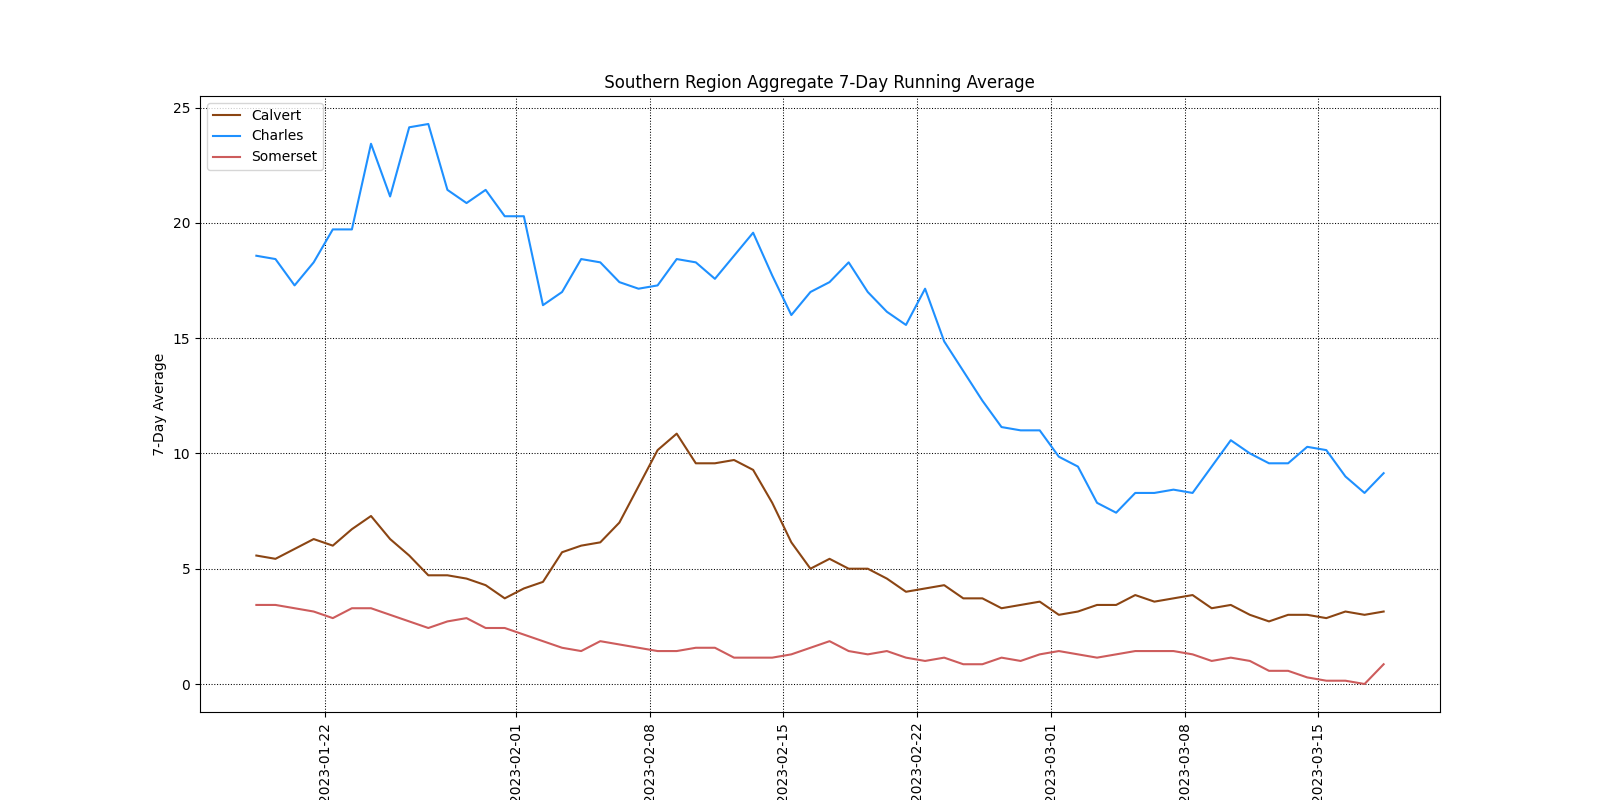 Southern Region Aggregate 7-Day Running Average
Calvert
Charles
Somerset
7-Day Average
25
20
15
10
5
0
2023-01-22
2023-02-01
2023-02-08
2023-02-15
2023-02-22
2023-03-01
2023-03-08
2023-03-15